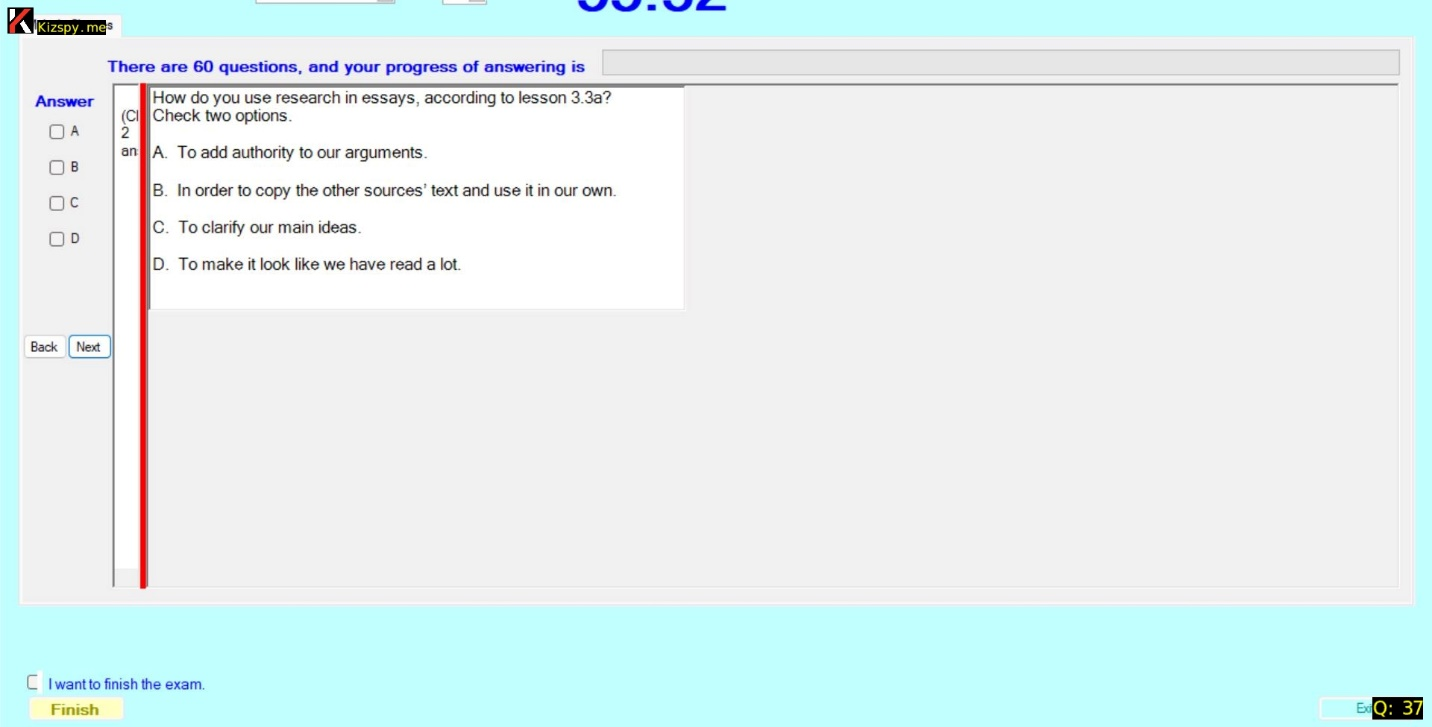 Kizspy.me
s
There are 60 questions, and your progress of answering is
Answer
A
B
C
D
(Cl
2
an
How do you use research in essays, according to lesson 3.3a?
Check two options.
A. To add authority to our arguments.
B. In order to copy the other sources’ text and use it in our own.
C. To clarify our main ideas.
D. To make it look like we have read a lot.
Back
Next
I want to finish the exam.
Finish
Q: 37